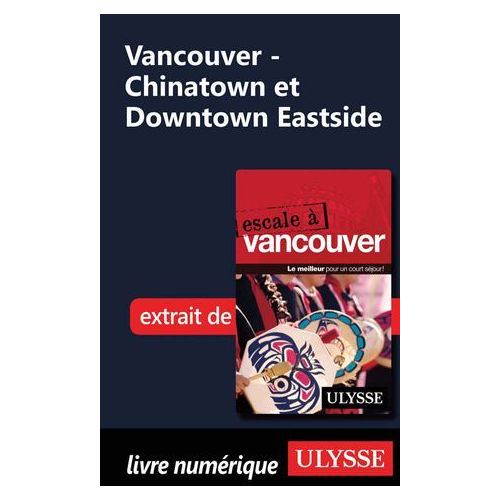 Vancouver -
Chinatown et
Downtown Eastside
escale à
vancouver
Le meilleur pour un court séjour!
extrait de
ULYSSE
livre numérique ULYSSE